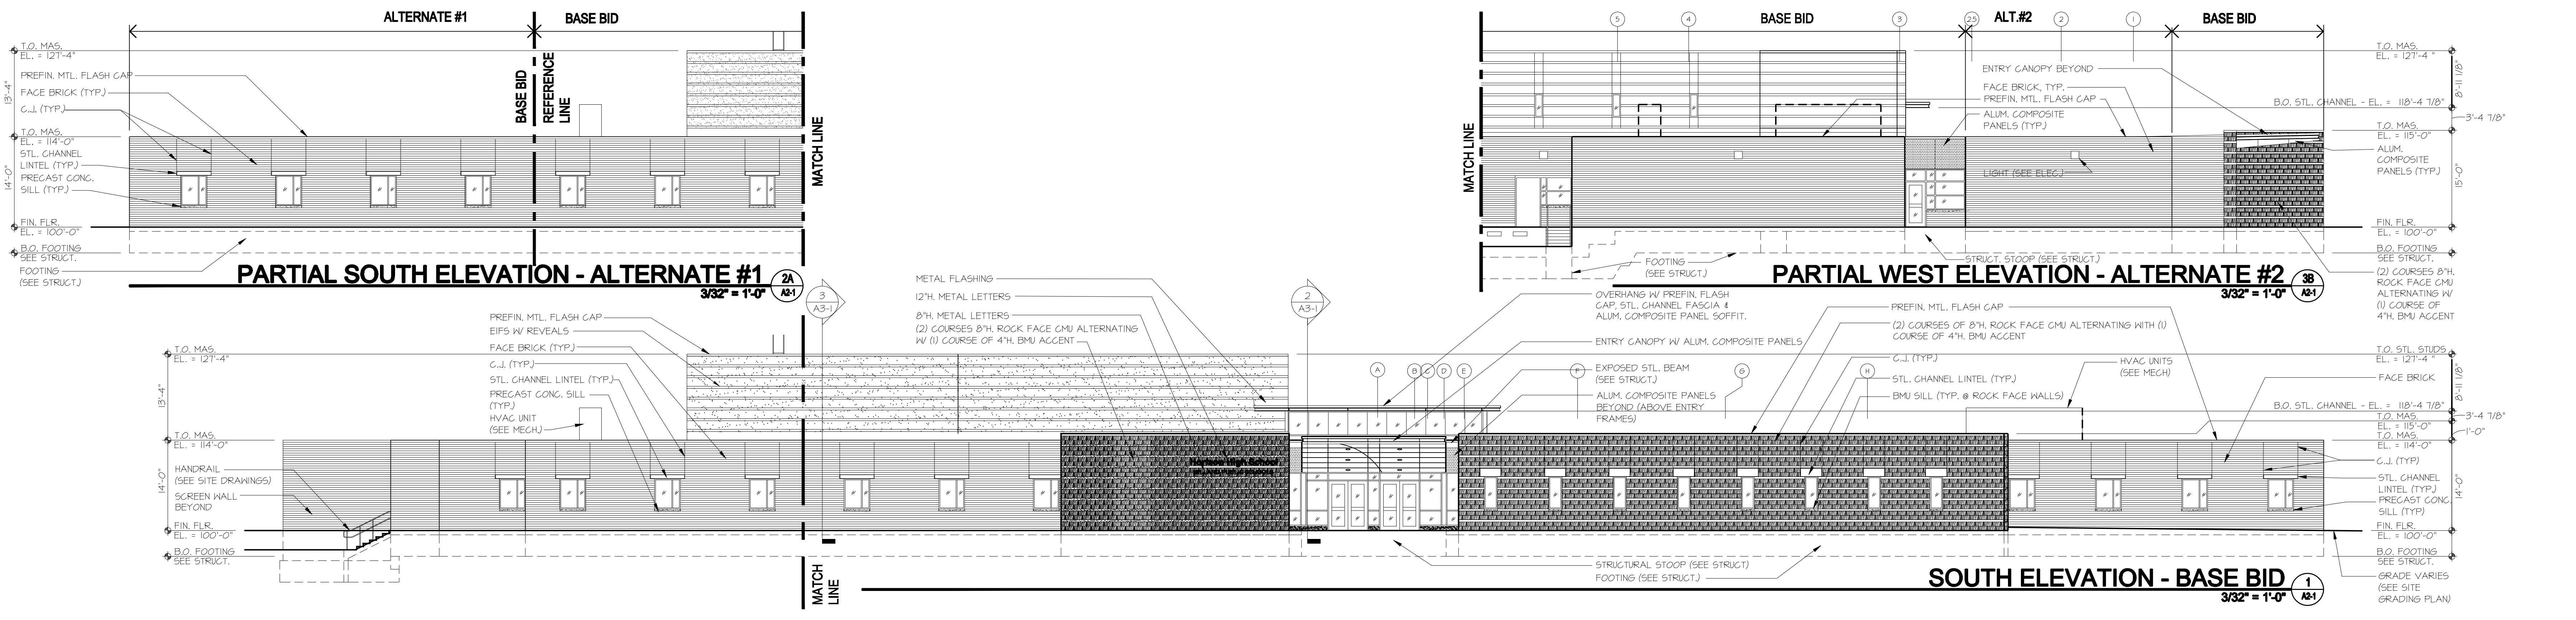 ALTERNATE #1
BASE BID
T.O. MAS.
EL. = 127'-4"
PREFIN. MTL. FLASH CAP
FACE BRICK (TYP.)
C.J. (TYP.)
T.O. MAS.
EL. = 114'-0"
STL. CHANNEL
LINTEL (TYP.)
PRECAST CONC.
SILL (TYP.)
FIN. FLR.
EL. = 100'-0"
B.O. FOOTING
SEE STRUCT.
FOOTING
(SEE STRUCT.)
13'-4"
14'-0"
BASE BID
REFERENCE
LINE
MATCH LINE
PARTIAL SOUTH ELEVATION - ALTERNATE #1
3/32" = 1'-0"
2A
A2-1
MATCH LINE
5
4
BASE BID
3
2.5
ALT.#2
2
1
BASE BID
ENTRY CANOPY BEYOND
FACE BRICK, TYP.
PREFIN. MTL. FLASH CAP
ALUM. COMPOSITE
PANELS (TYP.)
LIGHT (SEE ELEC.)
STRUCT. STOOP (SEE STRUCT.)
FOOTING
(SEE STRUCT.)
T.O. MAS.
EL. = 127'-4 "
B.O. STL. CHANNEL - EL. = 118'-4 7/8"
T.O. MAS.
EL. = 115'-0"
ALUM.
COMPOSITE
PANELS (TYP.)
FIN. FLR.
EL. = 100'-0"
B.O. FOOTING
SEE STRUCT.
(2) COURSES 8"H.
ROCK FACE CMU
ALTERNATING W/
(1) COURSE OF
4"H. BMU ACCENT
8'-11 1/8"
3'-4 7/8"
15'-0"
PARTIAL WEST ELEVATION - ALTERNATE #2
3/32" = 1'-0"
3B
A2-1
3
A3-1
2
A3-1
METAL FLASHING
12"H. METAL LETTERS
8"H. METAL LETTERS
(2) COURSES 8"H. ROCK FACE CMU ALTERNATING
W/ (1) COURSE OF 4"H. BMU ACCENT
PREFIN. MTL. FLASH CAP
EIFS W/ REVEALS
FACE BRICK (TYP.)
C.J. (TYP.)
STL. CHANNEL LINTEL (TYP.)
PRECAST CONC. SILL
(TYP.)
HVAC UNIT
(SEE MECH.)
T.O. MAS.
EL. = 127'-4"
13'-4"
T.O. MAS.
EL. = 114'-0"
HANDRAIL
(SEE SITE DRAWINGS)
SCREEN WALL
BEYOND
14'-0"
FIN. FLR.
EL. = 100'-0"
B.O. FOOTING
SEE STRUCT.
MATCH
LINE
OVERHANG W/ PREFIN. FLASH
CAP, STL. CHANNEL FASCIA &
ALUM. COMPOSITE PANEL SOFFIT.
ENTRY CANOPY W/ ALUM. COMPOSITE PANELS
EXPOSED STL. BEAM
(SEE STRUCT.)
ALUM. COMPOSITE PANELS
BEYOND (ABOVE ENTRY
FRAMES)
A
B
C
D
E
F
G
H
PREFIN. MTL. FLASH CAP
(2) COURSES OF 8"H. ROCK FACE CMU ALTERNATING WITH (1)
COURSE OF 4"H. BMU ACCENT
C.J. (TYP.)
STL. CHANNEL LINTEL (TYP.)
BMU SILL (TYP. @ ROCK FACE WALLS)
HVAC UNITS
(SEE MECH)
T.O. STL. STUDS
EL. = 127'-4 "
FACE BRICK
B.O. STL. CHANNEL - EL. = 118'-4 7/8"
T.O. MAS.
EL. = 115'-0"
T.O. MAS.
EL. = 114'-0"
C.J. (TYP)
STL. CHANNEL
LINTEL (TYP.)
PRECAST CONC.
SILL (TYP)
FIN. FLR.
EL. = 100'-0"
B.O. FOOTING
SEE STRUCT.
GRADE VARIES
(SEE SITE
GRADING PLAN)
8'-11 1/8"
3'-4 7/8"
1'-0"
14'-0"
STRUCTURAL STOOP (SEE STRUCT)
FOOTING (SEE STRUCT.)
SOUTH ELEVATION - BASE BID
3/32" = 1'-0"
1
A2-1